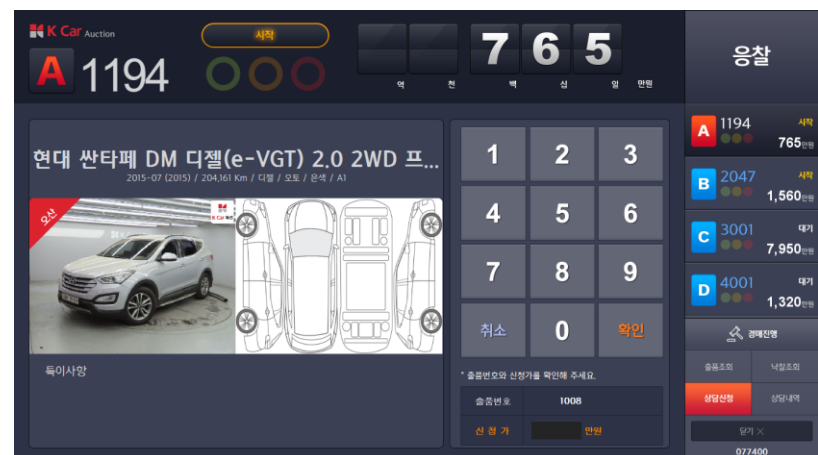 K Car Auction
시작
A 1194
7 6 5
억 천 백 십 일 만원
응찰
현대 싼타페 DM 디젤(e-VGT) 2.0 2WD 프...
2015-07 (2015) / 204,161 Km / 디젤 / 오토 / 은색 / A1
오산
특이사항
1 2 3
4 5 6
7 8 9
취소 0 확인
* 출품번호와 신청가를 확인해 주세요.
출품번호 1008
신 청 가 만원
A 1194 시작
765만원
B 2047 시작
1,560만원
C 3001 대기
7,950만원
D 4001 대기
1,320만원
경매진행
출품조회 낙찰조회
상담신청 상담내역
닫기 ×
077400